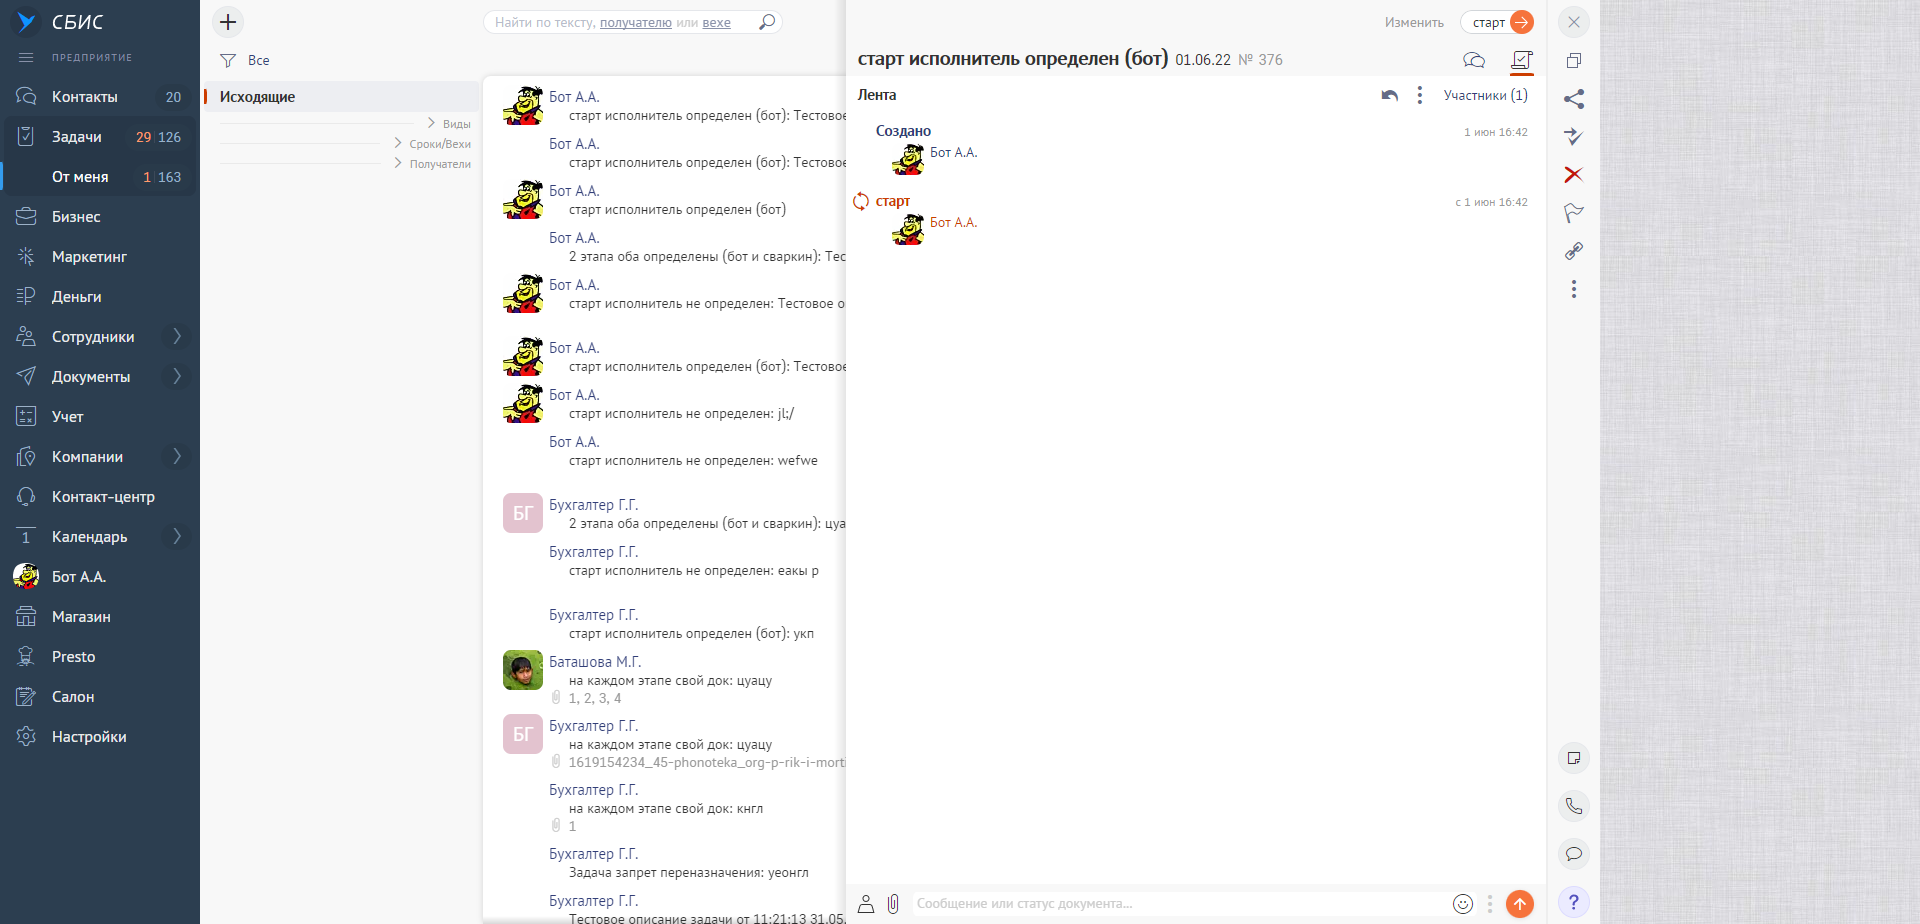 СБИС
ПРЕДПРИЯТИЕ
Контакты 20
Задачи 29 126
От меня 1 163
Бизнес
Маркетинг
Деньги
Сотрудники
Документы
Учет
Компании
Контакт-центр
1 Календарь
Бот А.А.
Магазин
Presto
Салон
Настройки
Найти по тексту, получателю или вехе
Все
Исходящие
Виды
Сроки/Вехи
Получатели
Бот А.А.
старт исполнитель определен (бот): Тестовое
Бот А.А.
старт исполнитель определен (бот): Тестовое
Бот А.А.
старт исполнитель определен (бот)
Бот А.А.
2 этапа оба определены (бот и сваркин): Тес
Бот А.А.
старт исполнитель не определен: Тестовое о
Бот А.А.
старт исполнитель определен (бот): Тестовое
Бот А.А.
старт исполнитель не определен: jl;/
Бот А.А.
старт исполнитель не определен: wefwe
БГ
Бухгалтер Г.Г.
2 этапа оба определены (бот и сваркин): цуа
Бухгалтер Г.Г.
старт исполнитель не определен: еакы р
Бухгалтер Г.Г.
старт исполнитель определен (бот): укп
Баташова М.Г.
на каждом этапе свой док: цуацу
1, 2, 3, 4
БГ
Бухгалтер Г.Г.
на каждом этапе свой док: цуацу
1619154234_45-phonoteka_org-p-rik-i-morti
Бухгалтер Г.Г.
на каждом этапе свой док: кнгл
1
Бухгалтер Г.Г.
Задача запрет переназначения: уеонгл
Бухгалтер Г.Г.
Тестовое описание задачи от 11:21:13 31.05.
Изменить старт
старт исполнитель определен (бот) 01.06.22 № 376
Лента Участники (1)
Создано 1 июн 16:42
Бот А.А.
старт с 1 июн 16:42
Бот А.А.
Сообщение или статус документа...
?